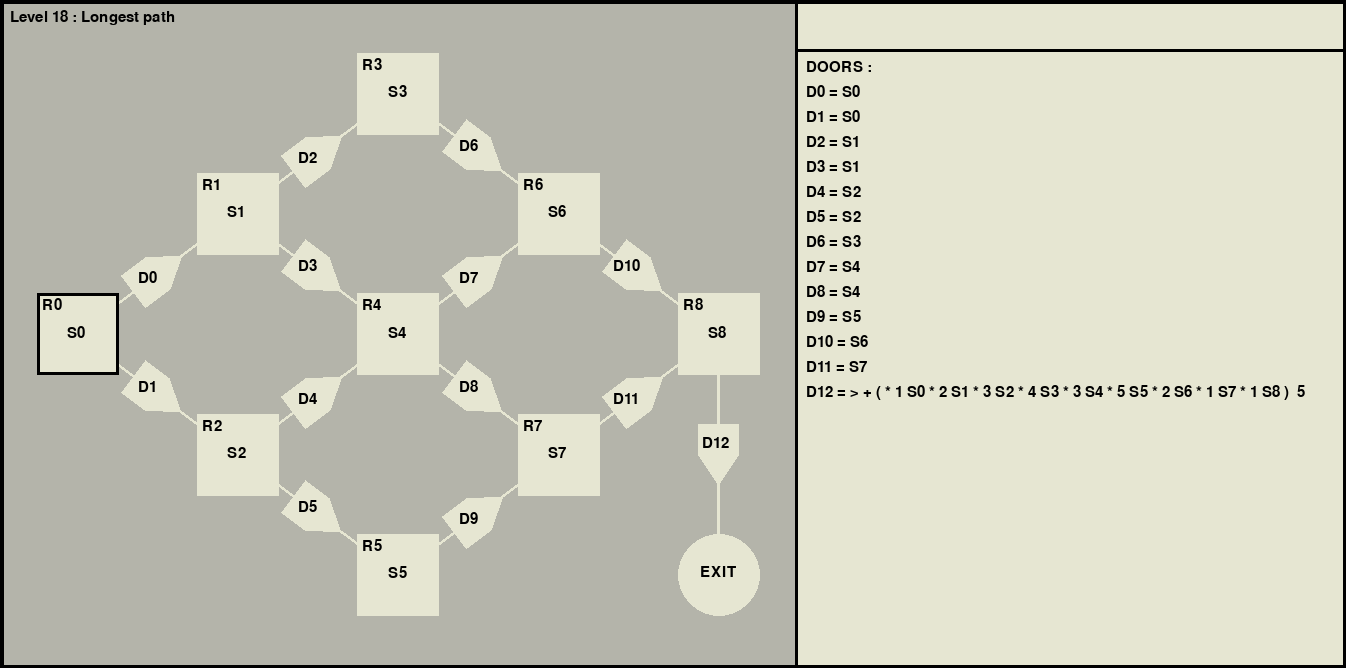 Level 18 : Longest path
R3
S3
D2
D6
R1
S1
R6
S6
D0
D3
D7
D10
R0
S0
R4
S4
R8
S8
D1
D4
D8
D11
R2
S2
R7
S7
D12
D5
D9
R5
S5
EXIT
DOORS :
D0 = S0
D1 = S0
D2 = S1
D3 = S1
D4 = S2
D5 = S2
D6 = S3
D7 = S4
D8 = S4
D9 = S5
D10 = S6
D11 = S7
D12 = > + ( * 1 S0 * 2 S1 * 3 S2 * 4 S3 * 3 S4 * 5 S5 * 2 S6 * 1 S7 * 1 S8 ) 5